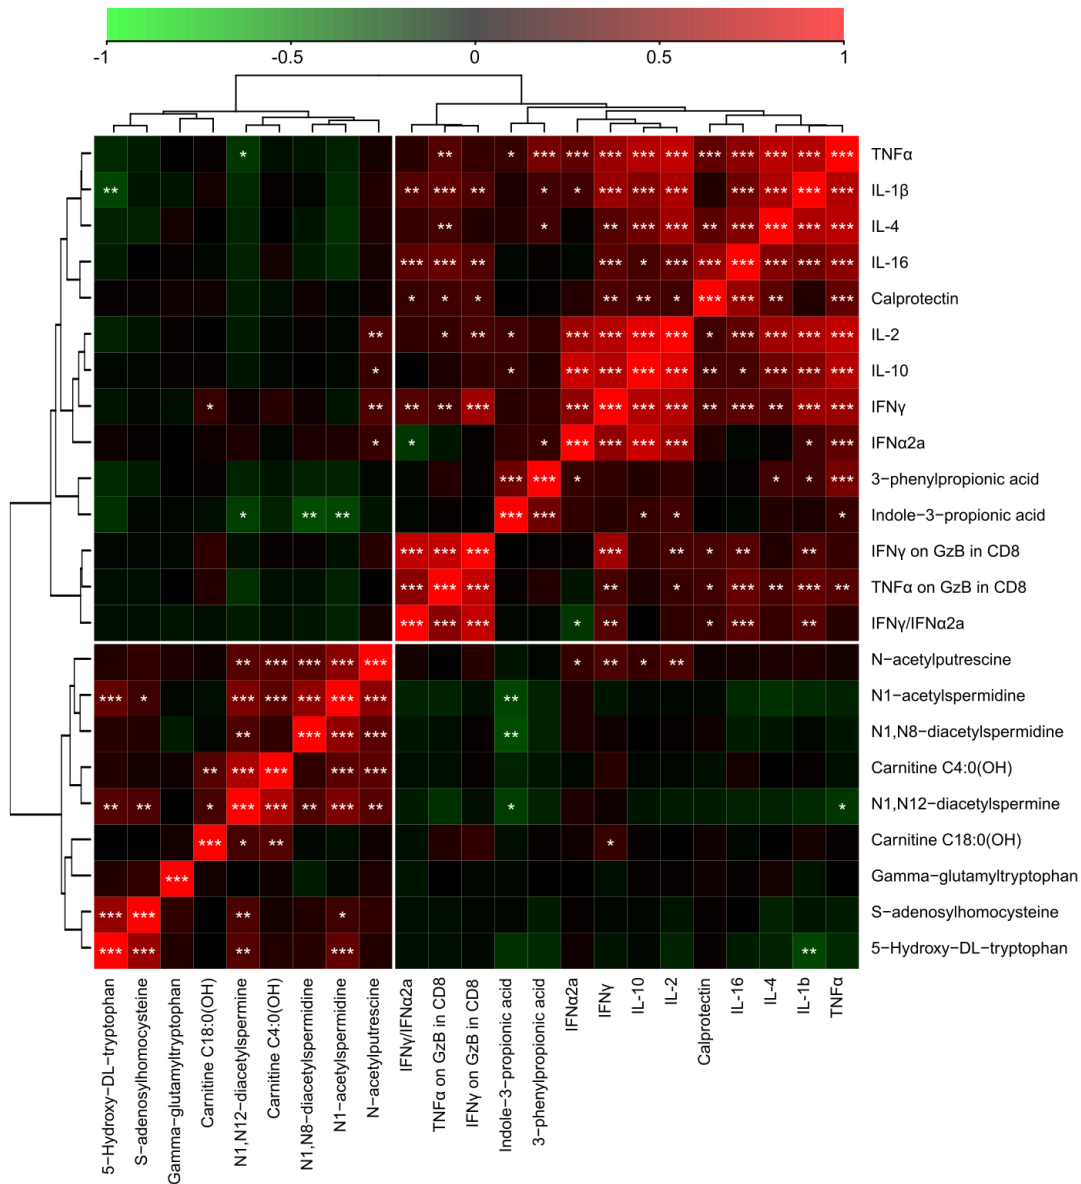 -1 -0.5 0 0.5 1
* ** * *** *** *** *** *** *** *** *** *** *** TNFα
** ** *** ** * * *** *** *** *** *** *** *** IL−1β
** * ** *** *** ** *** *** *** *** IL−4
*** *** ** *** * *** *** *** *** *** *** IL−16
* * * ** ** * *** *** ** *** Calprotectin
** * ** * *** *** *** *** * *** *** *** *** IL−2
* * *** *** *** *** ** * *** *** *** IL−10
* ** ** ** *** *** *** *** *** ** *** ** *** *** IFNγ
* * * *** *** *** *** * *** IFNα2a
*** *** * * * *** 3−phenylpropionic acid
* ** ** *** *** * * * Indole−3−propionic acid
*** *** *** *** ** * ** ** IFNγ on GzB in CD8
*** *** *** ** * * *** ** *** ** TNFα on GzB in CD8
*** *** *** * ** * *** ** IFNγ/IFNα2a
** *** *** *** *** * ** * ** N−acetylputrescine
*** * *** *** *** *** *** ** N1−acetylspermidine
** *** *** *** ** N1,N8−diacetylspermidine
** *** *** *** *** Carnitine C4:0(OH)
** ** * *** *** ** *** ** * * N1,N12−diacetylspermine
*** * ** * Carnitine C18:0(OH)
*** Gamma−glutamyltryptophan
*** *** ** * S−adenosylhomocysteine
*** *** ** *** ** 5−Hydroxy−DL−tryptophan
5−Hydroxy−DL−tryptophan
S−adenosylhomocysteine
Gamma−glutamyltryptophan
Carnitine C18:0(OH)
N1,N12−diacetylspermine
Carnitine C4:0(OH)
N1,N8−diacetylspermidine
N1−acetylspermidine
N−acetylputrescine
IFNγ/IFNα2a
TNFα on GzB in CD8
IFNγ on GzB in CD8
Indole−3−propionic acid
3−phenylpropionic acid
IFNα2a
IFNγ
IL−10
IL−2
Calprotectin
IL−16
IL−4
IL−1b
TNFα